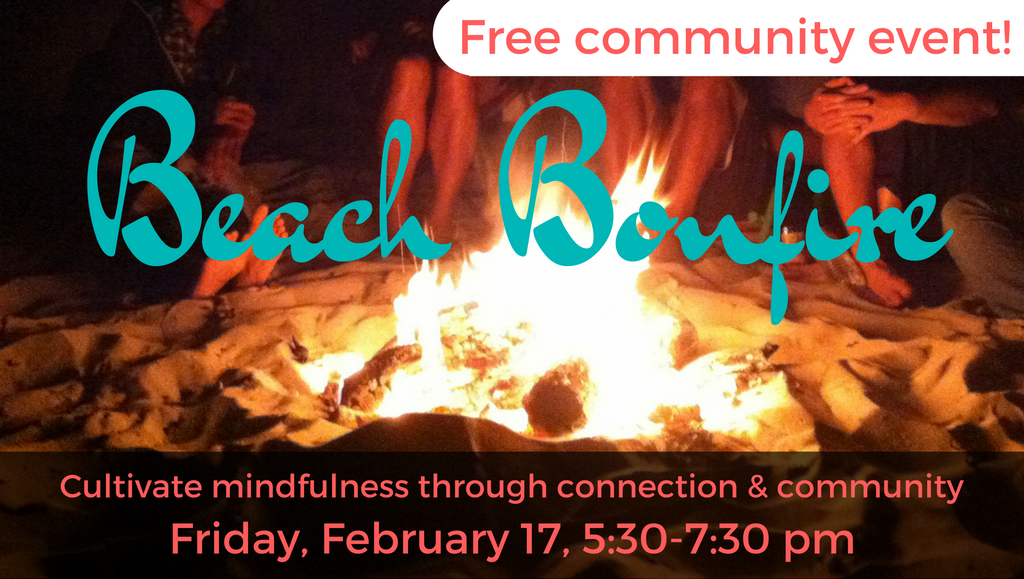 Free community event!
Beach Bonfire
Cultivate mindfulness through connection & community
Friday, February 17, 5:30-7:30 pm